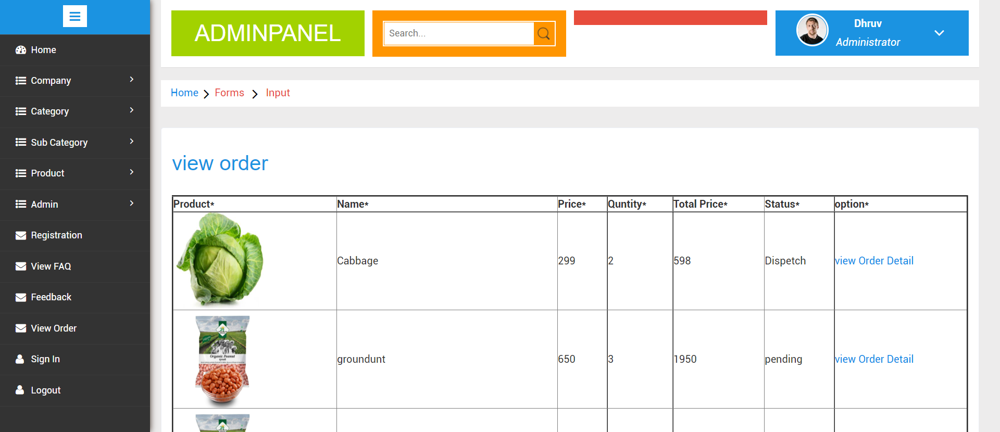 ADMINPANEL
Search...
Dhruv
Administrator
Home
Company
Category
Sub Category
Product
Admin
Registration
View FAQ
Feedback
View Order
Sign In
Logout
Home Forms Input
view order
Product* Name* Price* Quntity* Total Price* Status* option*
Cabbage 299 2 598 Dispetch view Order Detail
Organic Peanut
groundunt 650 3 1950 pending view Order Detail